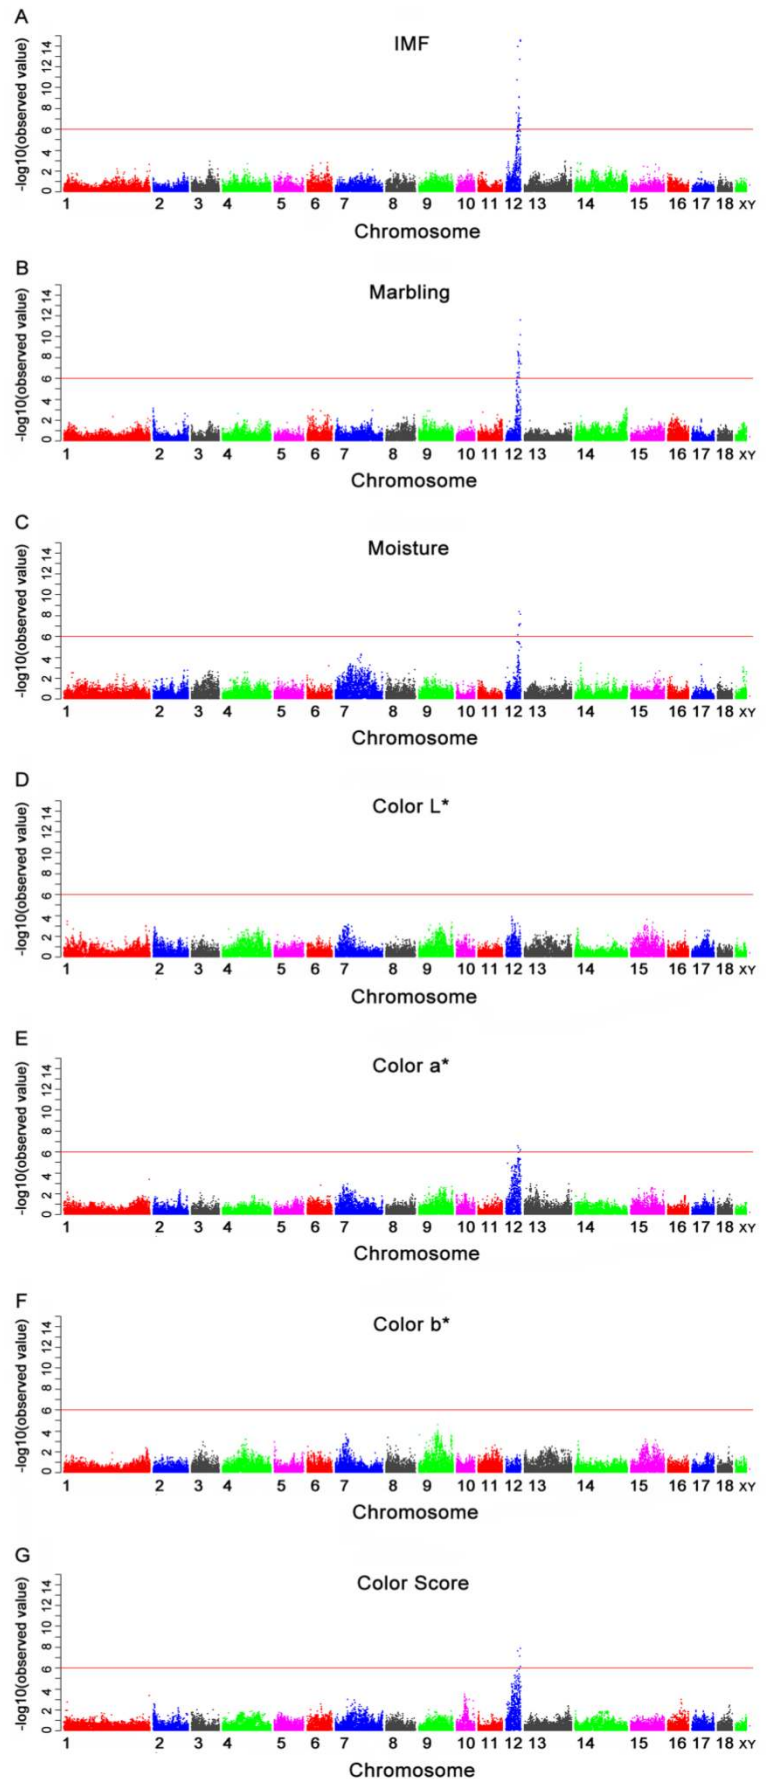 A
IMF
-log10(observed value)
0 2 4 6 8 10 12 14
1 2 3 4 5 6 7 8 9 10 11 12 13 14 15 16 17 18 XY
Chromosome
B
Marbling
-log10(observed value)
0 2 4 6 8 10 12 14
1 2 3 4 5 6 7 8 9 10 11 12 13 14 15 16 17 18 XY
Chromosome
C
Moisture
-log10(observed value)
0 2 4 6 8 10 12 14
1 2 3 4 5 6 7 8 9 10 11 12 13 14 15 16 17 18 XY
Chromosome
D
Color L*
-log10(observed value)
0 2 4 6 8 10 12 14
1 2 3 4 5 6 7 8 9 10 11 12 13 14 15 16 17 18 XY
Chromosome
E
Color a*
-log10(observed value)
0 2 4 6 8 10 12 14
1 2 3 4 5 6 7 8 9 10 11 12 13 14 15 16 17 18 XY
Chromosome
F
Color b*
-log10(observed value)
0 2 4 6 8 10 12 14
1 2 3 4 5 6 7 8 9 10 11 12 13 14 15 16 17 18 XY
Chromosome
G
Color Score
-log10(observed value)
0 2 4 6 8 10 12 14
1 2 3 4 5 6 7 8 9 10 11 12 13 14 15 16 17 18 XY
Chromosome